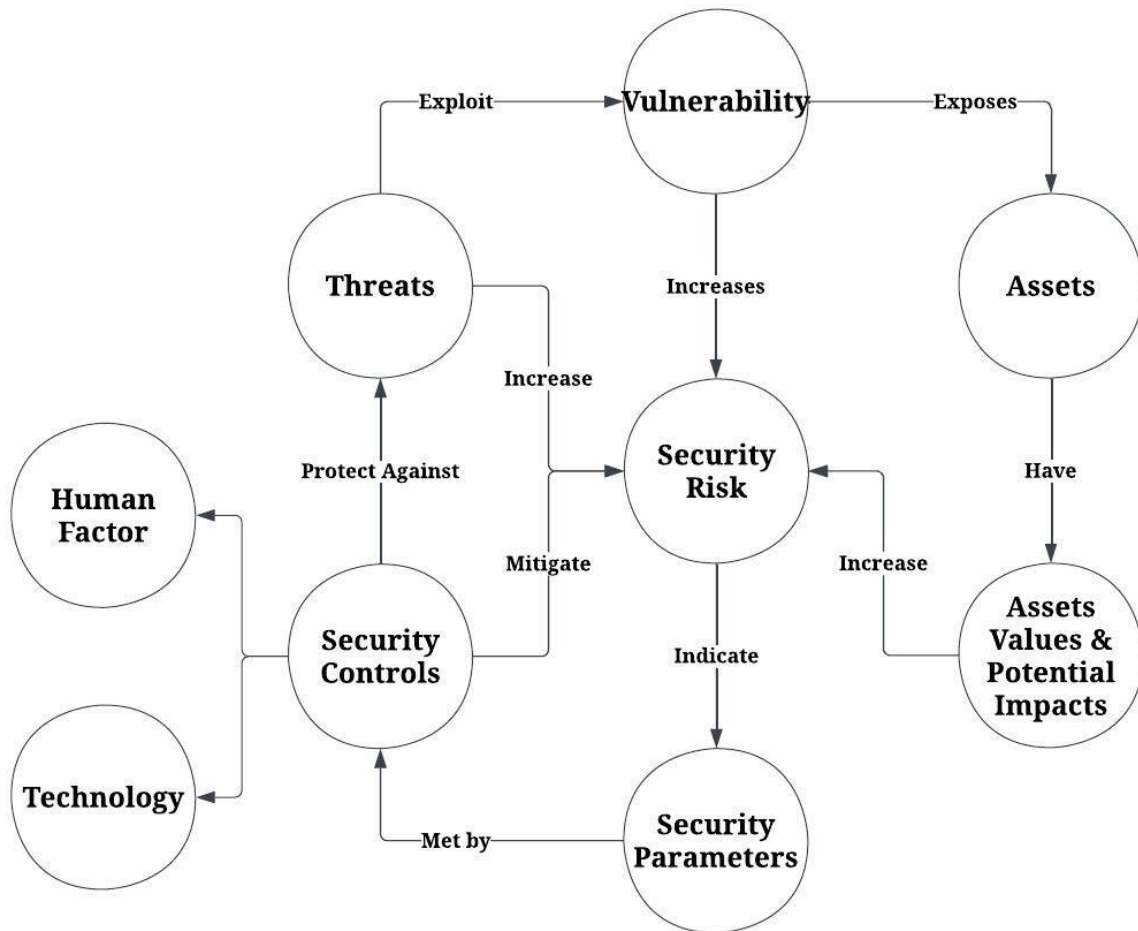 Exploit
Vulnerability
Exposes
Threats
Increases
Assets
Increase
Protect Against
Security
Risk
Have
Human
Factor
Mitigate
Increase
Security
Controls
Indicate
Assets
Values &
Potential
Impacts
Technology
Met by
Security
Parameters